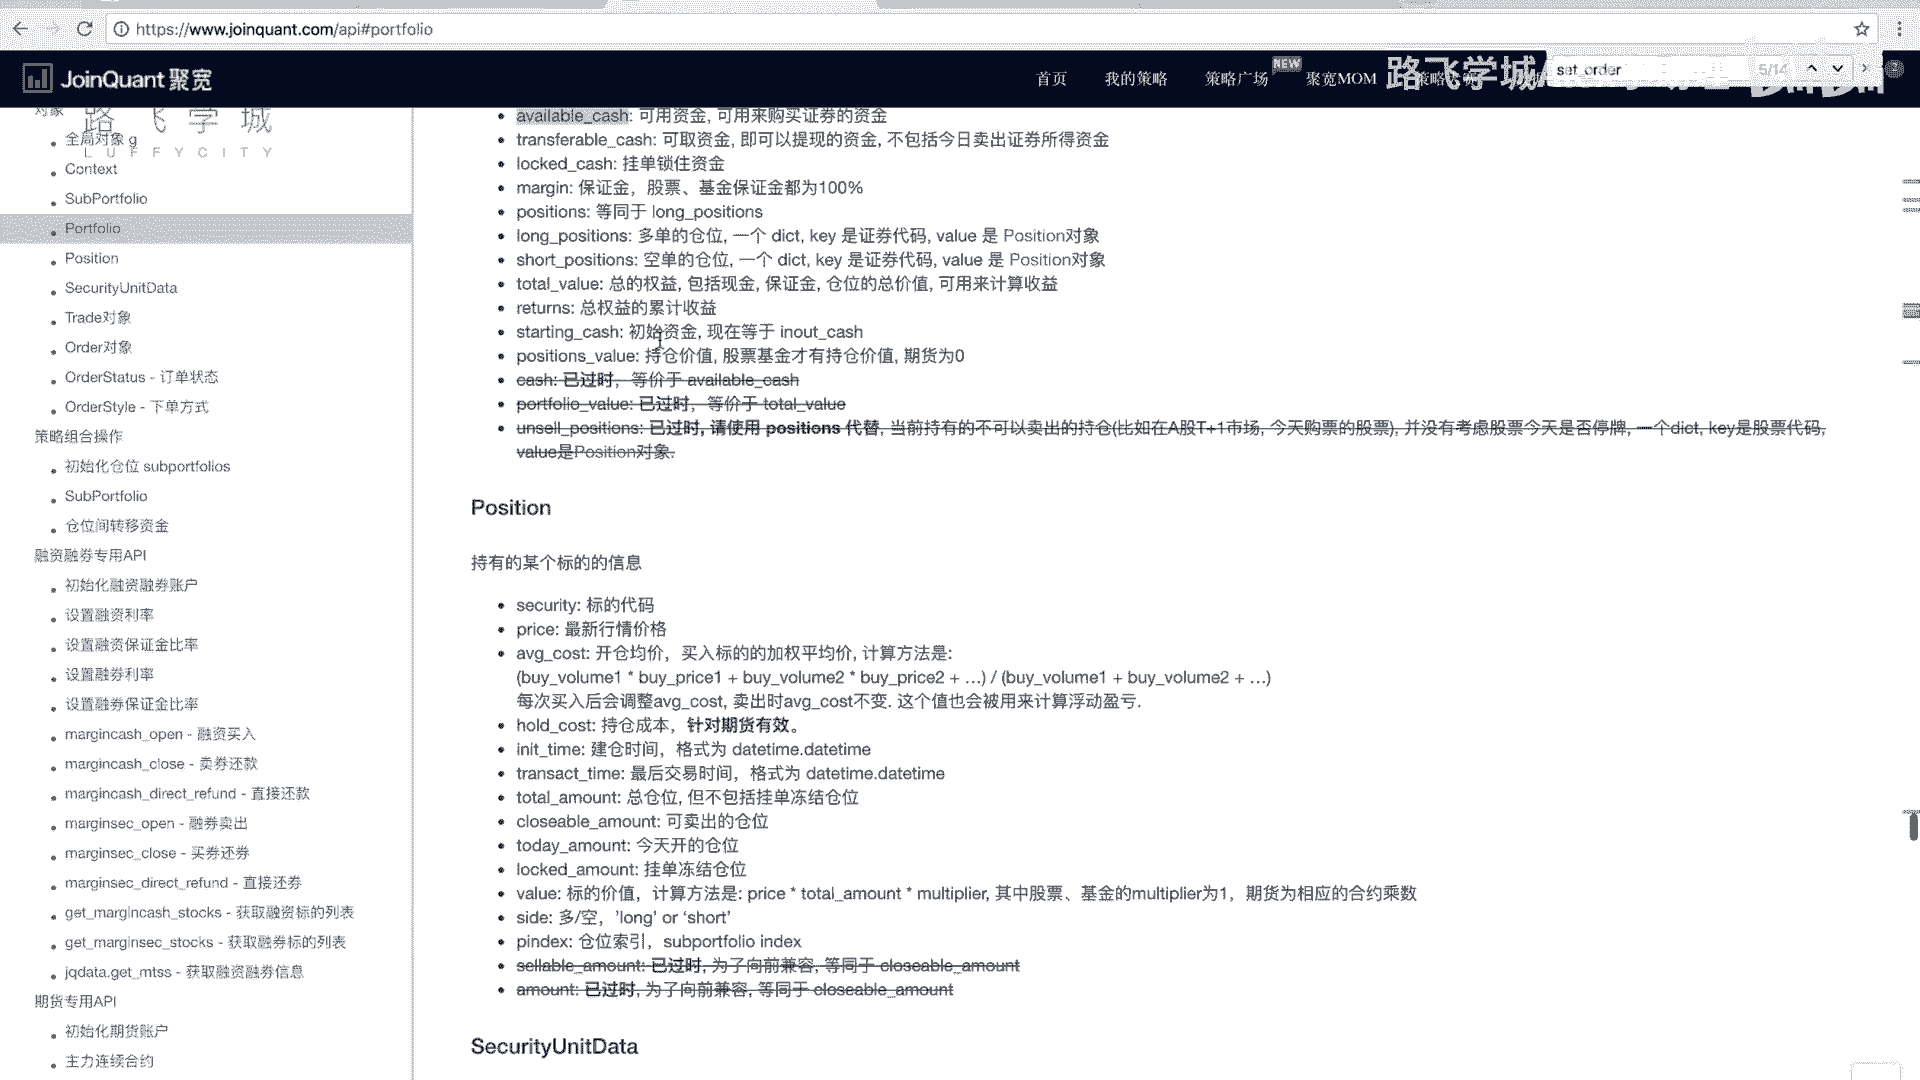 https://www.joinquant.com/api#portfolio
JoinQuant 聚宽
首页
我的策略
策略广场
NEW
聚宽MOM
路飞学城
set_order
5/14
对象
路飞学城
LUFFYCITY
全局对象 g
Context
SubPortfolio
Portfolio
Position
SecurityUnitData
Trade对象
Order对象
OrderStatus - 订单状态
OrderStyle - 下单方式
策略组合操作
初始化仓位 subportfolios
SubPortfolio
仓位间转移资金
融资融券专用API
初始化融资融券账户
设置融资利率
设置融资保证金比率
设置融券利率
设置融券保证金比率
margincash_open - 融资买入
margincash_close - 卖券还款
margincash_direct_refund - 直接还款
marginsec_open - 融券卖出
marginsec_close - 买券还券
marginsec_direct_refund - 直接还券
get_margincash_stocks - 获取融资标的列表
get_marginsec_stocks - 获取融券标的列表
jqdata.get_mtss - 获取融资融券信息
期货专用API
初始化期货账户
主力连续合约
available_cash: 可用资金, 可用来购买证券的资金
transferable_cash: 可取资金, 即可以提现的资金, 不包括今日卖出证券所得资金
locked_cash: 挂单锁住资金
margin: 保证金，股票、基金保证金都为100%
positions: 等同于 long_positions
long_positions: 多单的仓位, 一个 dict, key 是证券代码, value 是 Position对象
short_positions: 空单的仓位, 一个 dict, key 是证券代码, value 是 Position对象
total_value: 总的权益, 包括现金, 保证金, 仓位的总价值, 可用来计算收益
returns: 总权益的累计收益
starting_cash: 初始资金, 现在等于 inout_cash
positions_value: 持仓价值, 股票基金才有持仓价值, 期货为0
cash: 已过时，等价于 available_cash
portfolio_value: 已过时，等价于 total_value
unsell_positions: 已过时, 请使用 positions 代替, 当前持有的不可以卖出的持仓(比如在A股T+1市场, 今天购票的股票), 并没有考虑股票今天是否停牌, 一个dict, key是股票代码,
value是Position对象.
Position
持有的某个标的的信息
security: 标的代码
price: 最新行情价格
avg_cost: 开仓均价，买入标的的加权平均价, 计算方法是:
(buy_volume1 * buy_price1 + buy_volume2 * buy_price2 + …) / (buy_volume1 + buy_volume2 + …)
每次买入后会调整avg_cost, 卖出时avg_cost不变. 这个值也会被用来计算浮动盈亏.
hold_cost: 持仓成本，针对期货有效。
init_time: 建仓时间，格式为 datetime.datetime
transact_time: 最后交易时间，格式为 datetime.datetime
total_amount: 总仓位, 但不包括挂单冻结仓位
closeable_amount: 可卖出的仓位
today_amount: 今天开的仓位
locked_amount: 挂单冻结仓位
value: 标的价值，计算方法是: price * total_amount * multiplier, 其中股票、基金的multiplier为1，期货为相应的合约乘数
side: 多/空，'long' or 'short'
pindex: 仓位索引，subportfolio index
sellable_amount: 已过时, 为了向前兼容, 等同于 closeable_amount
amount: 已过时, 为了向前兼容, 等同于 closeable_amount
SecurityUnitData